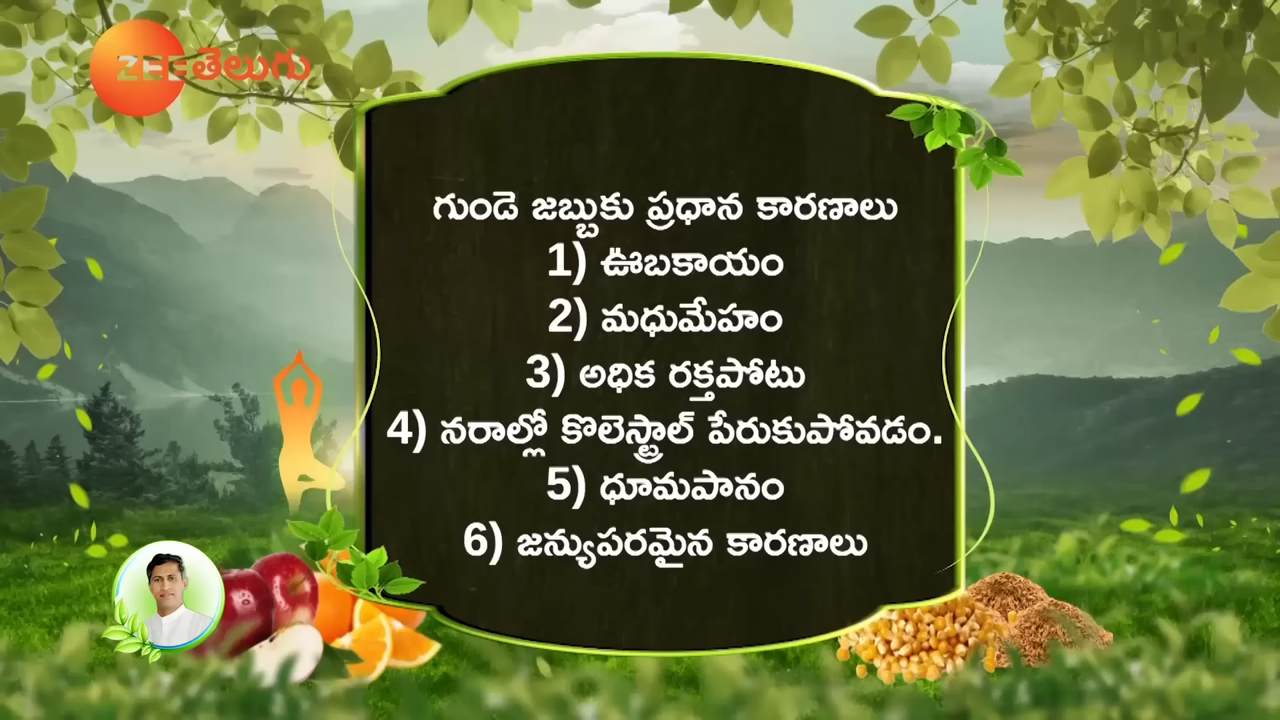 ZEE తెలుగు
గుండె జబ్బుకు ప్రధాన కారణాలు
1) ఊబకాయం
2) మధుమేహం
3) అధిక రక్తపోటు
4) నరాల్లో కొలెస్ట్రాల్ పేరుకుపోవడం.
5) ధూమపానం
6) జన్యుపరమైన కారణాలు